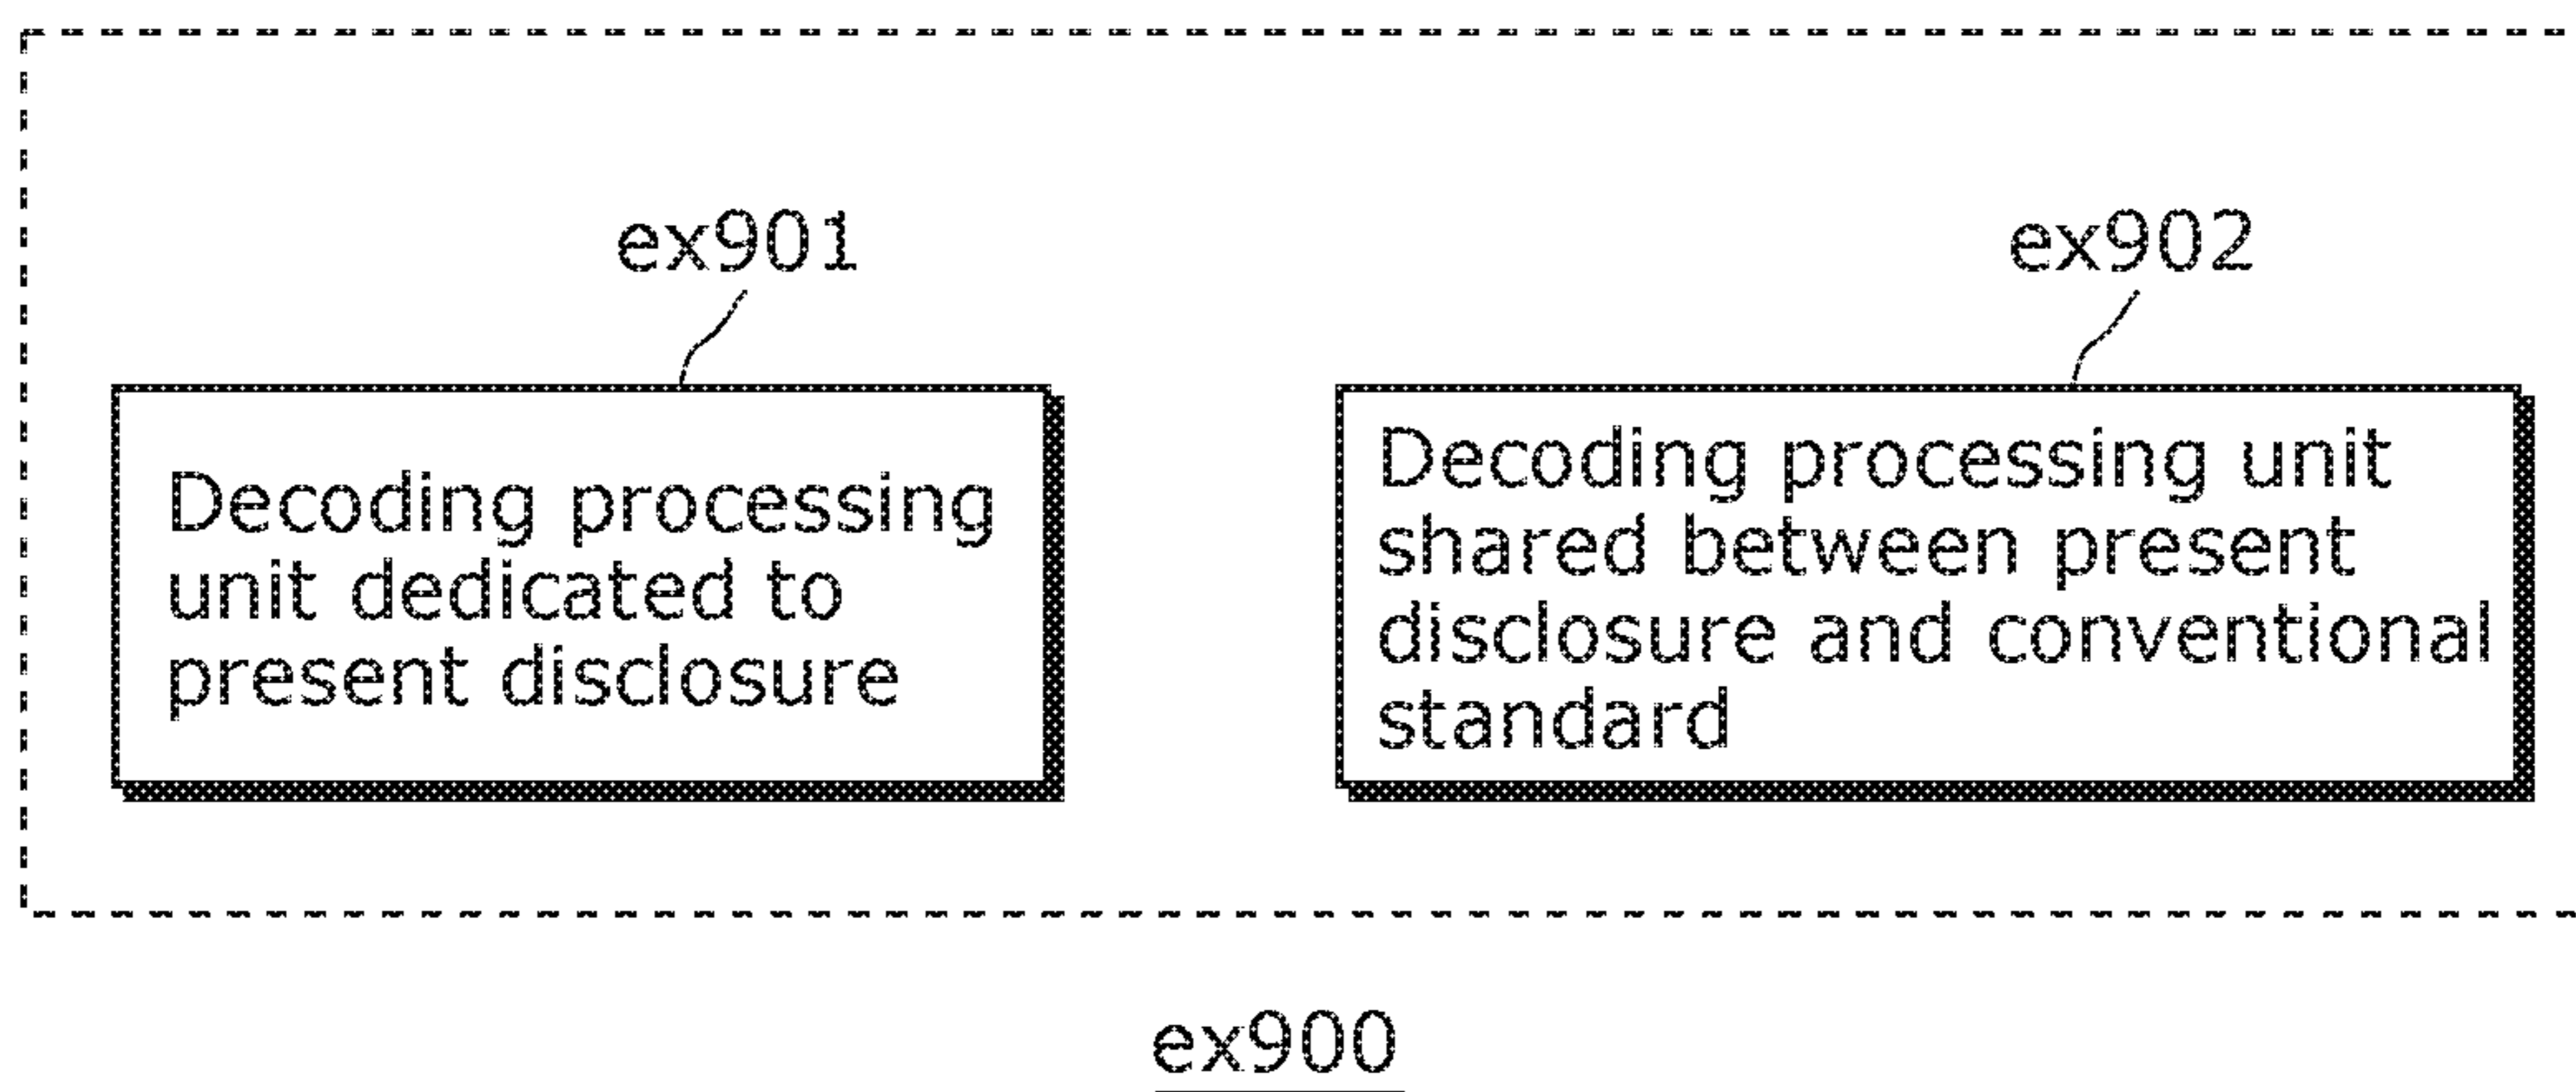 ex901
ex902
Decoding processing
unit dedicated to
present disclosure
Decoding processing unit
shared between present
disclosure and conventional
standard
ex900